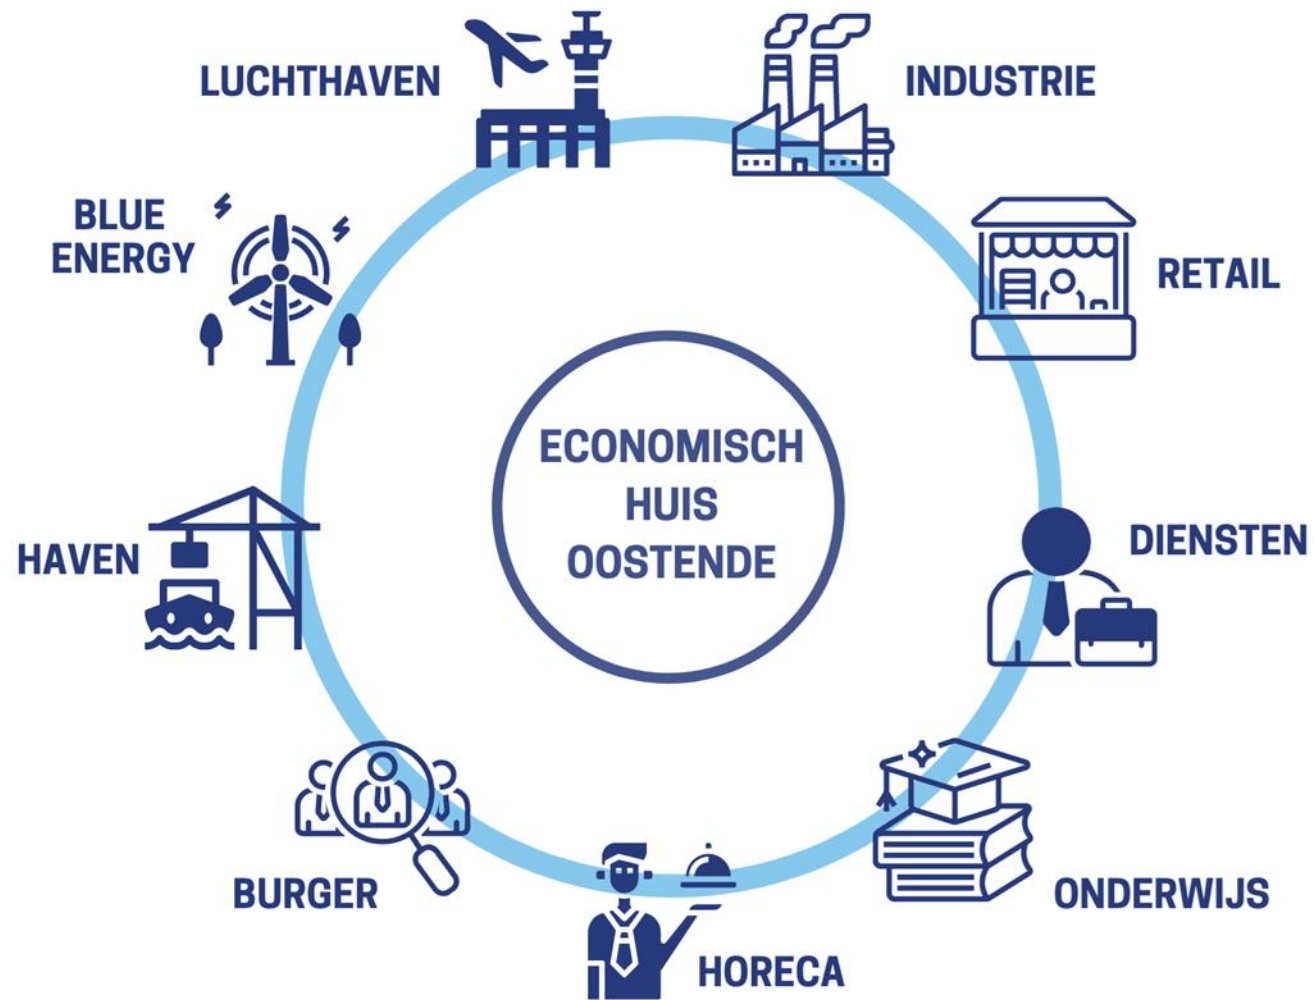 LUCHTHAVEN
INDUSTRIE
BLUE
ENERGY
RETAIL
ECONOMISCH
HUIS
OOSTENDE
HAVEN
DIENSTEN
BURGER
ONDERWIJS
HORECA